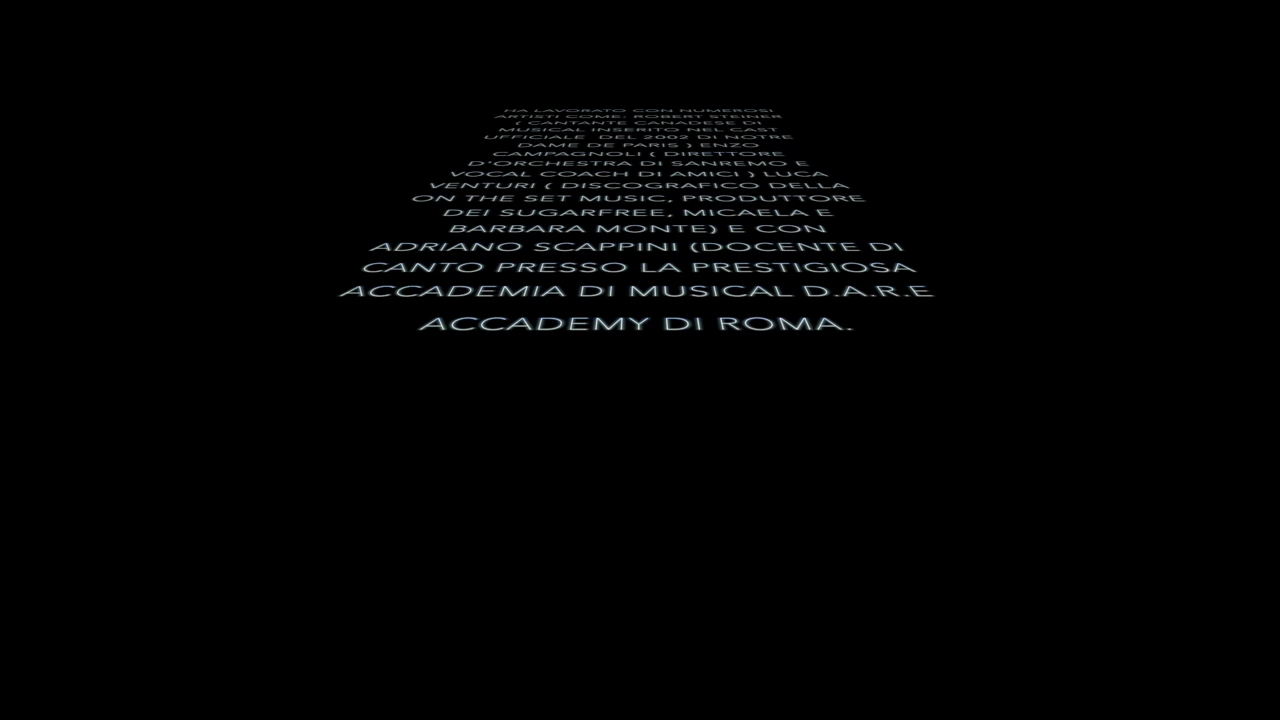 HA LAVORATO CON NUMEROSI
ARTISTI COME: ROBERT STEINER
( CANTANTE CANADESE DI
MUSICAL INSERITO NEL CAST
UFFICIALE DEL 2002 DI NOTRE
DAME DE PARIS ) ENZO
CAMPAGNOLI ( DIRETTORE
D'ORCHESTRA DI SANREMO E
VOCAL COACH DI AMICI ) LUCA
VENTURI ( DISCOGRAFICO DELLA
ON THE SET MUSIC, PRODUTTORE
DEI SUGARFREE, MICAELA E
BARBARA MONTE) E CON
ADRIANO SCAPPINI (DOCENTE DI
CANTO PRESSO LA PRESTIGIOSA
ACCADEMIA DI MUSICAL D.A.R.E
ACCADEMY DI ROMA.